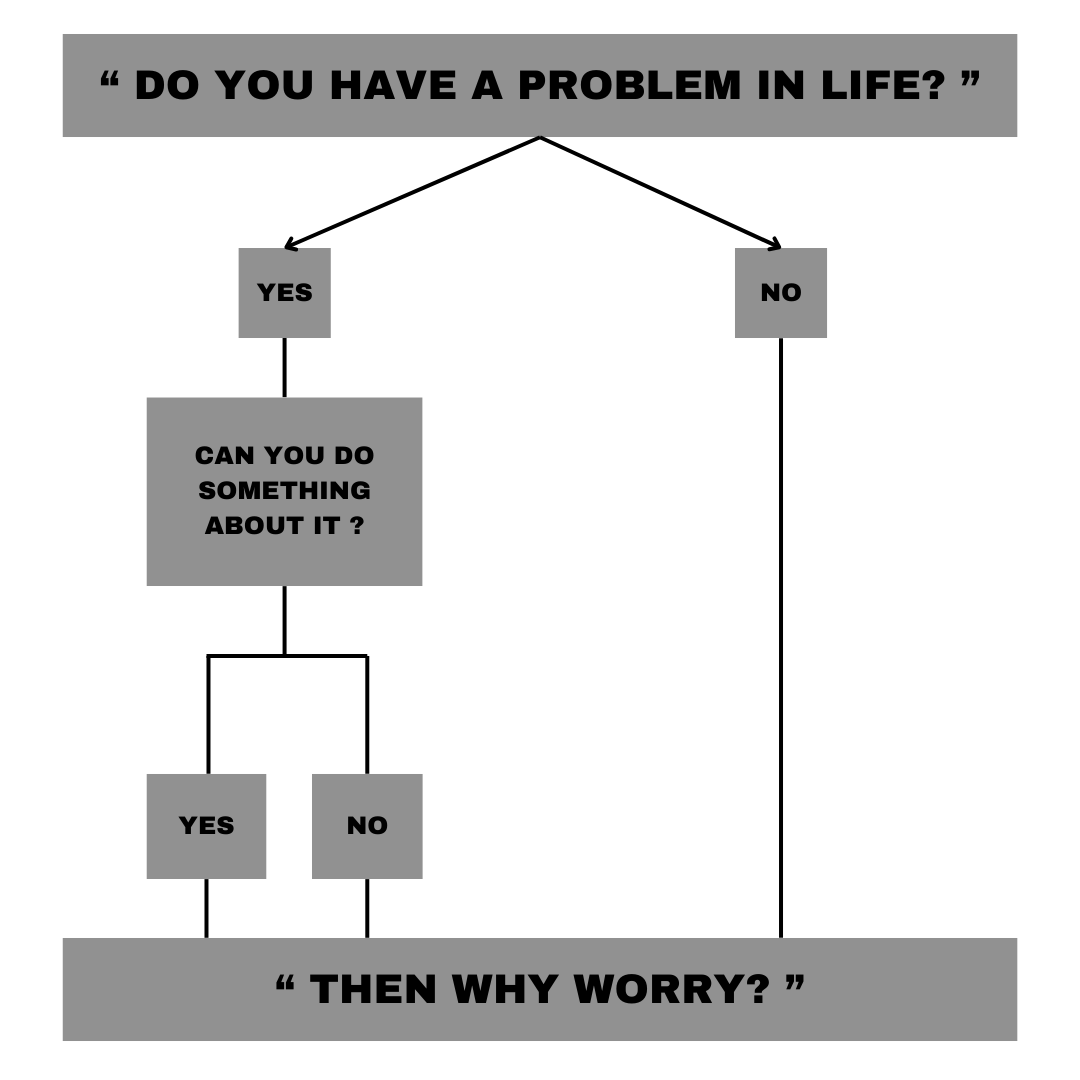 “ DO YOU HAVE A PROBLEM IN LIFE? ”
YES
NO
CAN YOU DO
SOMETHING
ABOUT IT ?
YES
NO
“ THEN WHY WORRY? ”